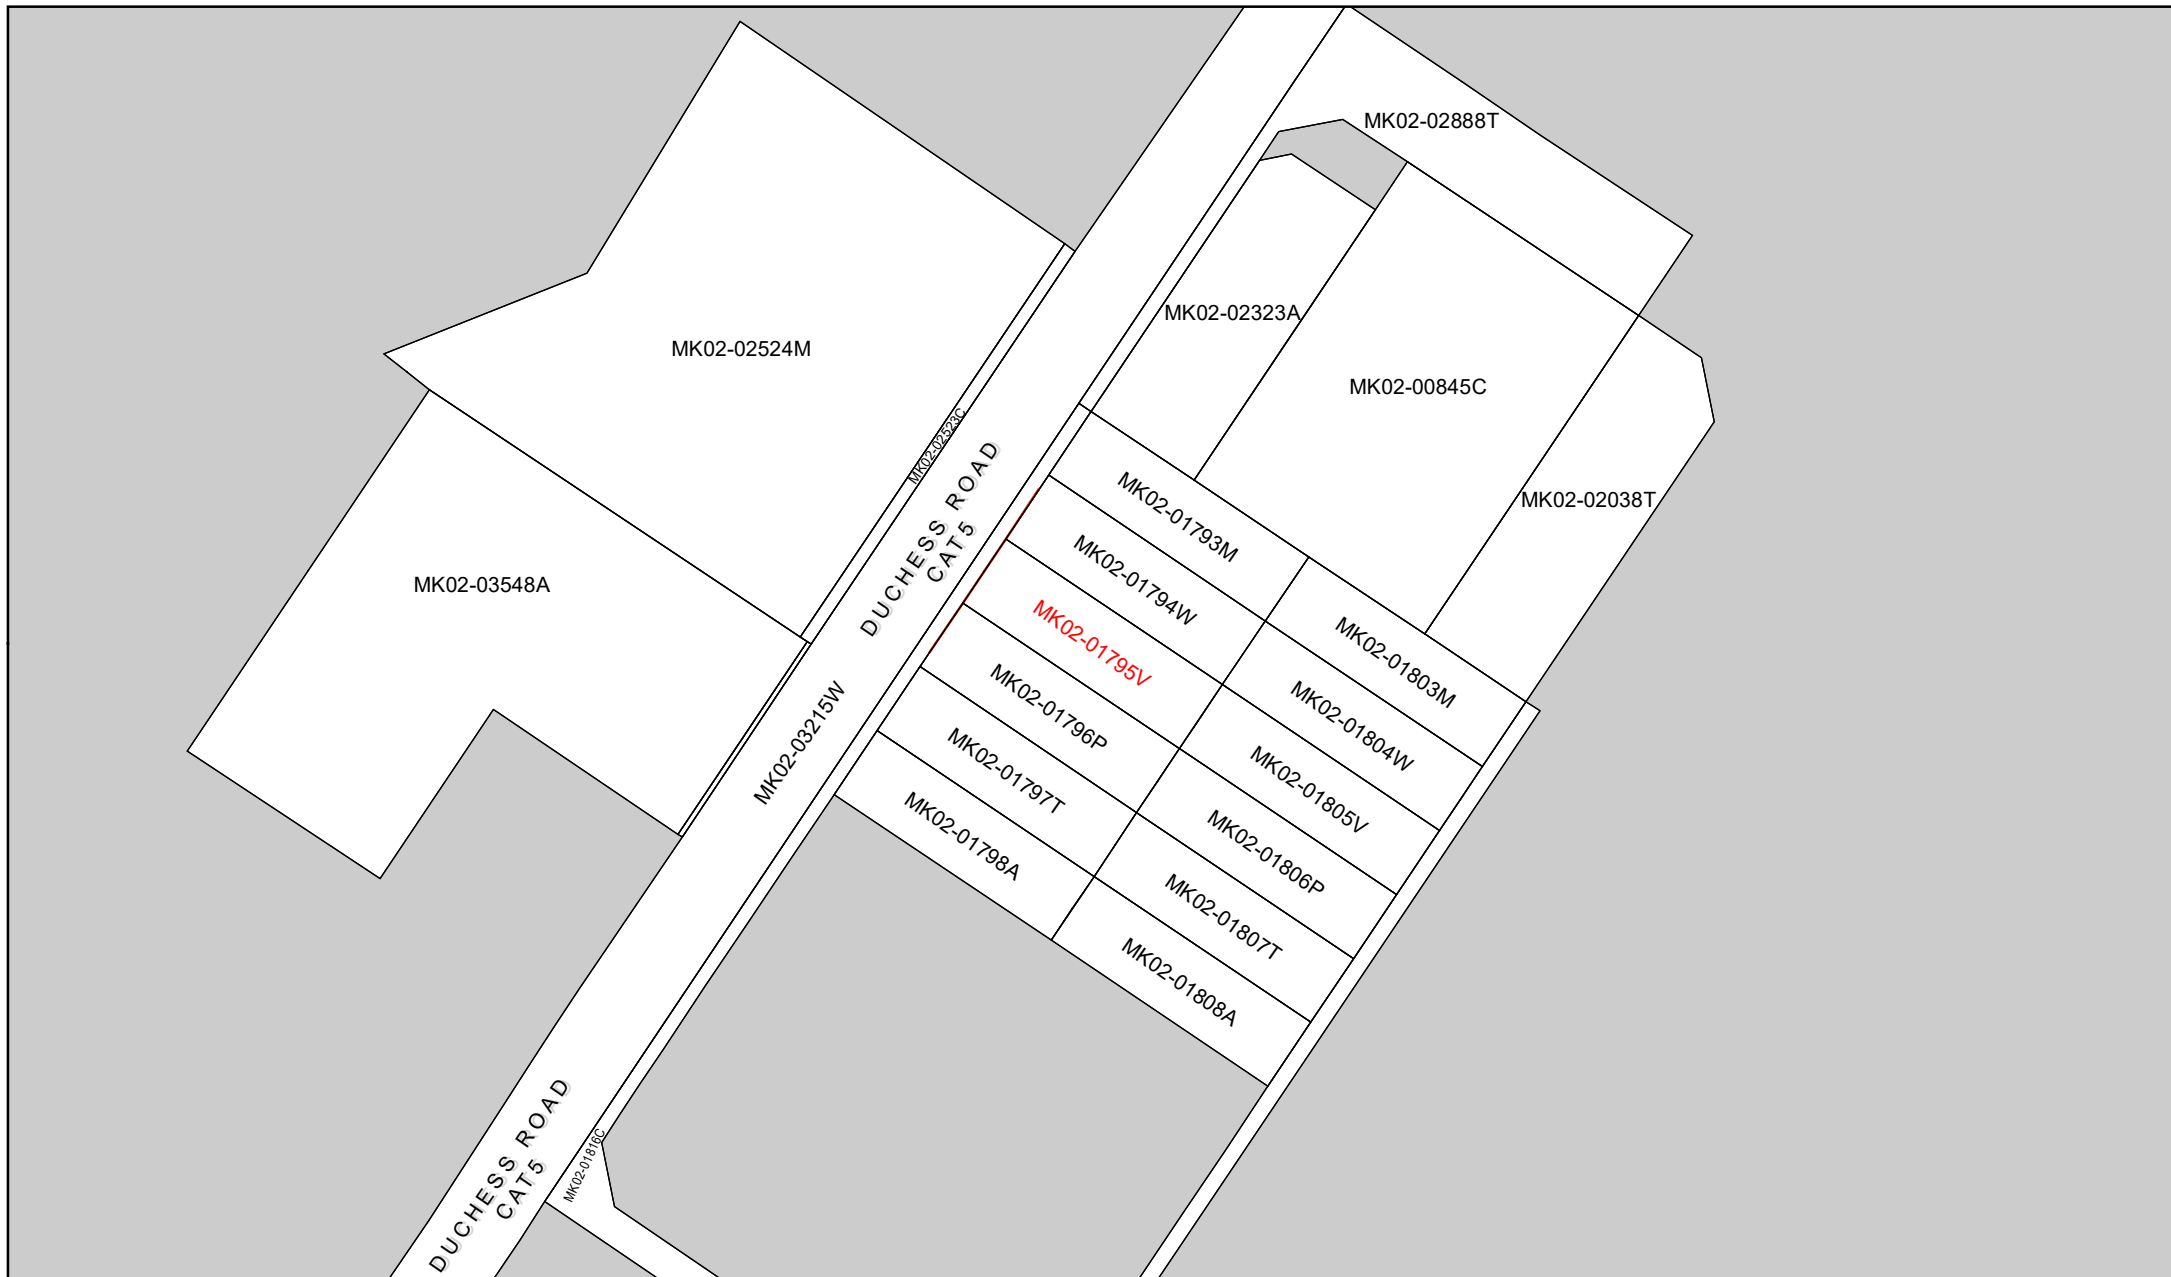 MK02-02888T
MK02-02323A
MK02-02524M
MK02-00845C
MK02-02523C
DUCHESS ROAD
CAT 5
MK02-02038T
MK02-01793M
MK02-01794W
MK02-03548A
MK02-01795V
MK02-01803M
MK02-01796P
MK02-01804W
MK02-03215W
MK02-01797T
MK02-01805V
MK02-01798A
MK02-01806P
MK02-01807T
MK02-01808A
DUCHESS ROAD
CAT 5
MK02-01816C